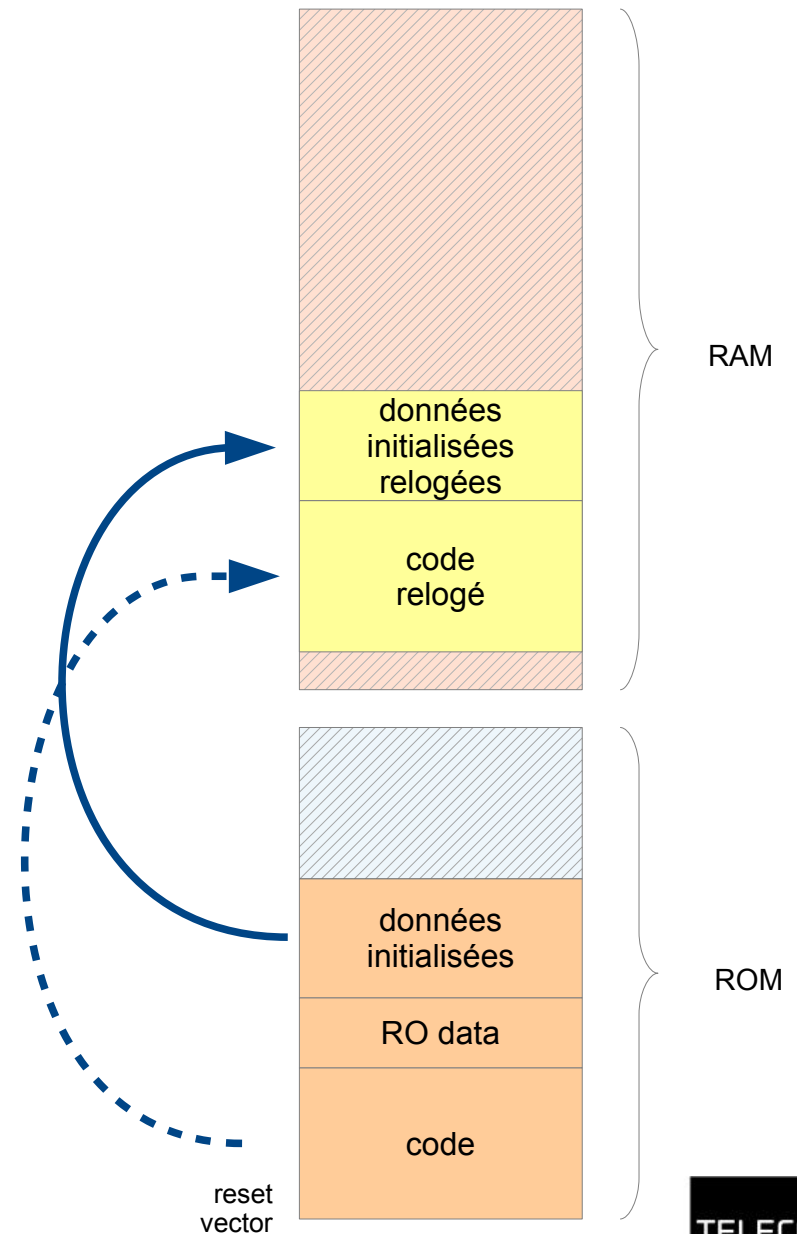 données
initialisées
relogées
RAM
code
relogé
données
initialisées
ROM
RO data
code
reset
vector